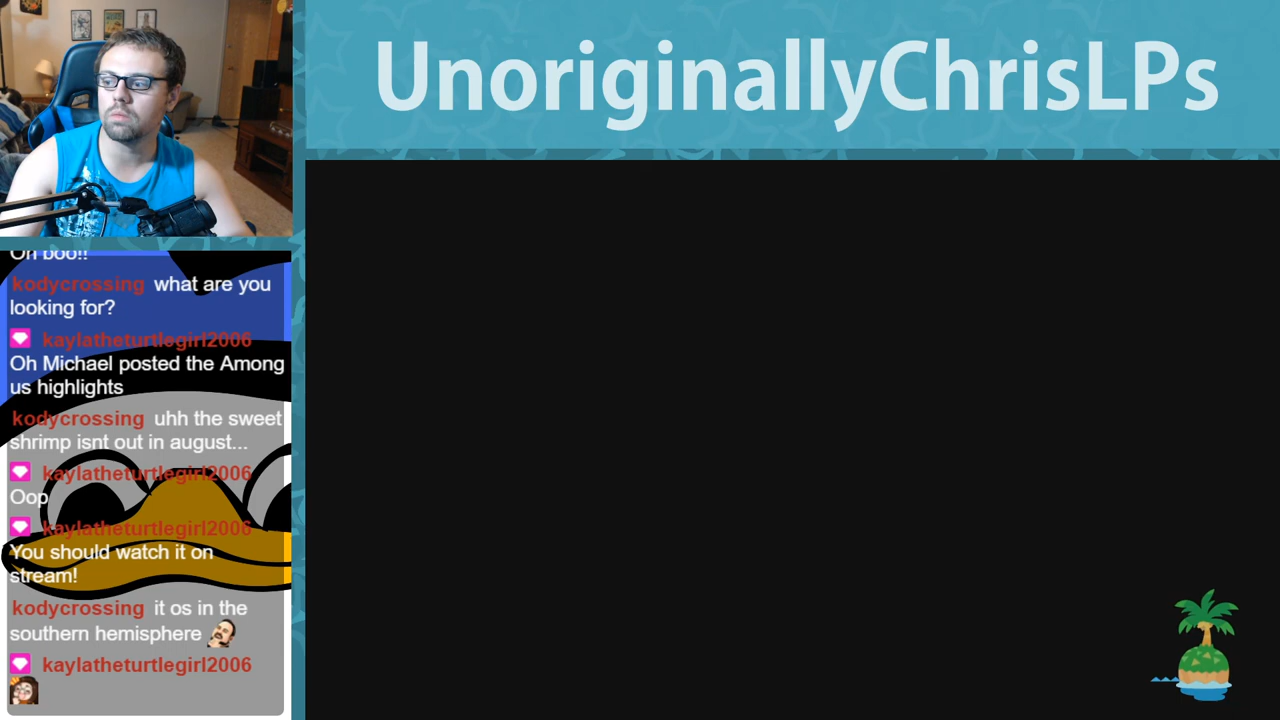 UnoriginallyChrisLPs
Oh boo!!
kodycrossing what are you
looking for?
kaylatheturtlegirl2006
Oh Michael posted the Among
us highlights
kodycrossing uhh the sweet
shrimp isnt out in august...
kaylatheturtlegirl2006
Oop
kaylatheturtlegirl2006
You should watch it on
stream!
kodycrossing it os in the
southern hemisphere
kaylatheturtlegirl2006